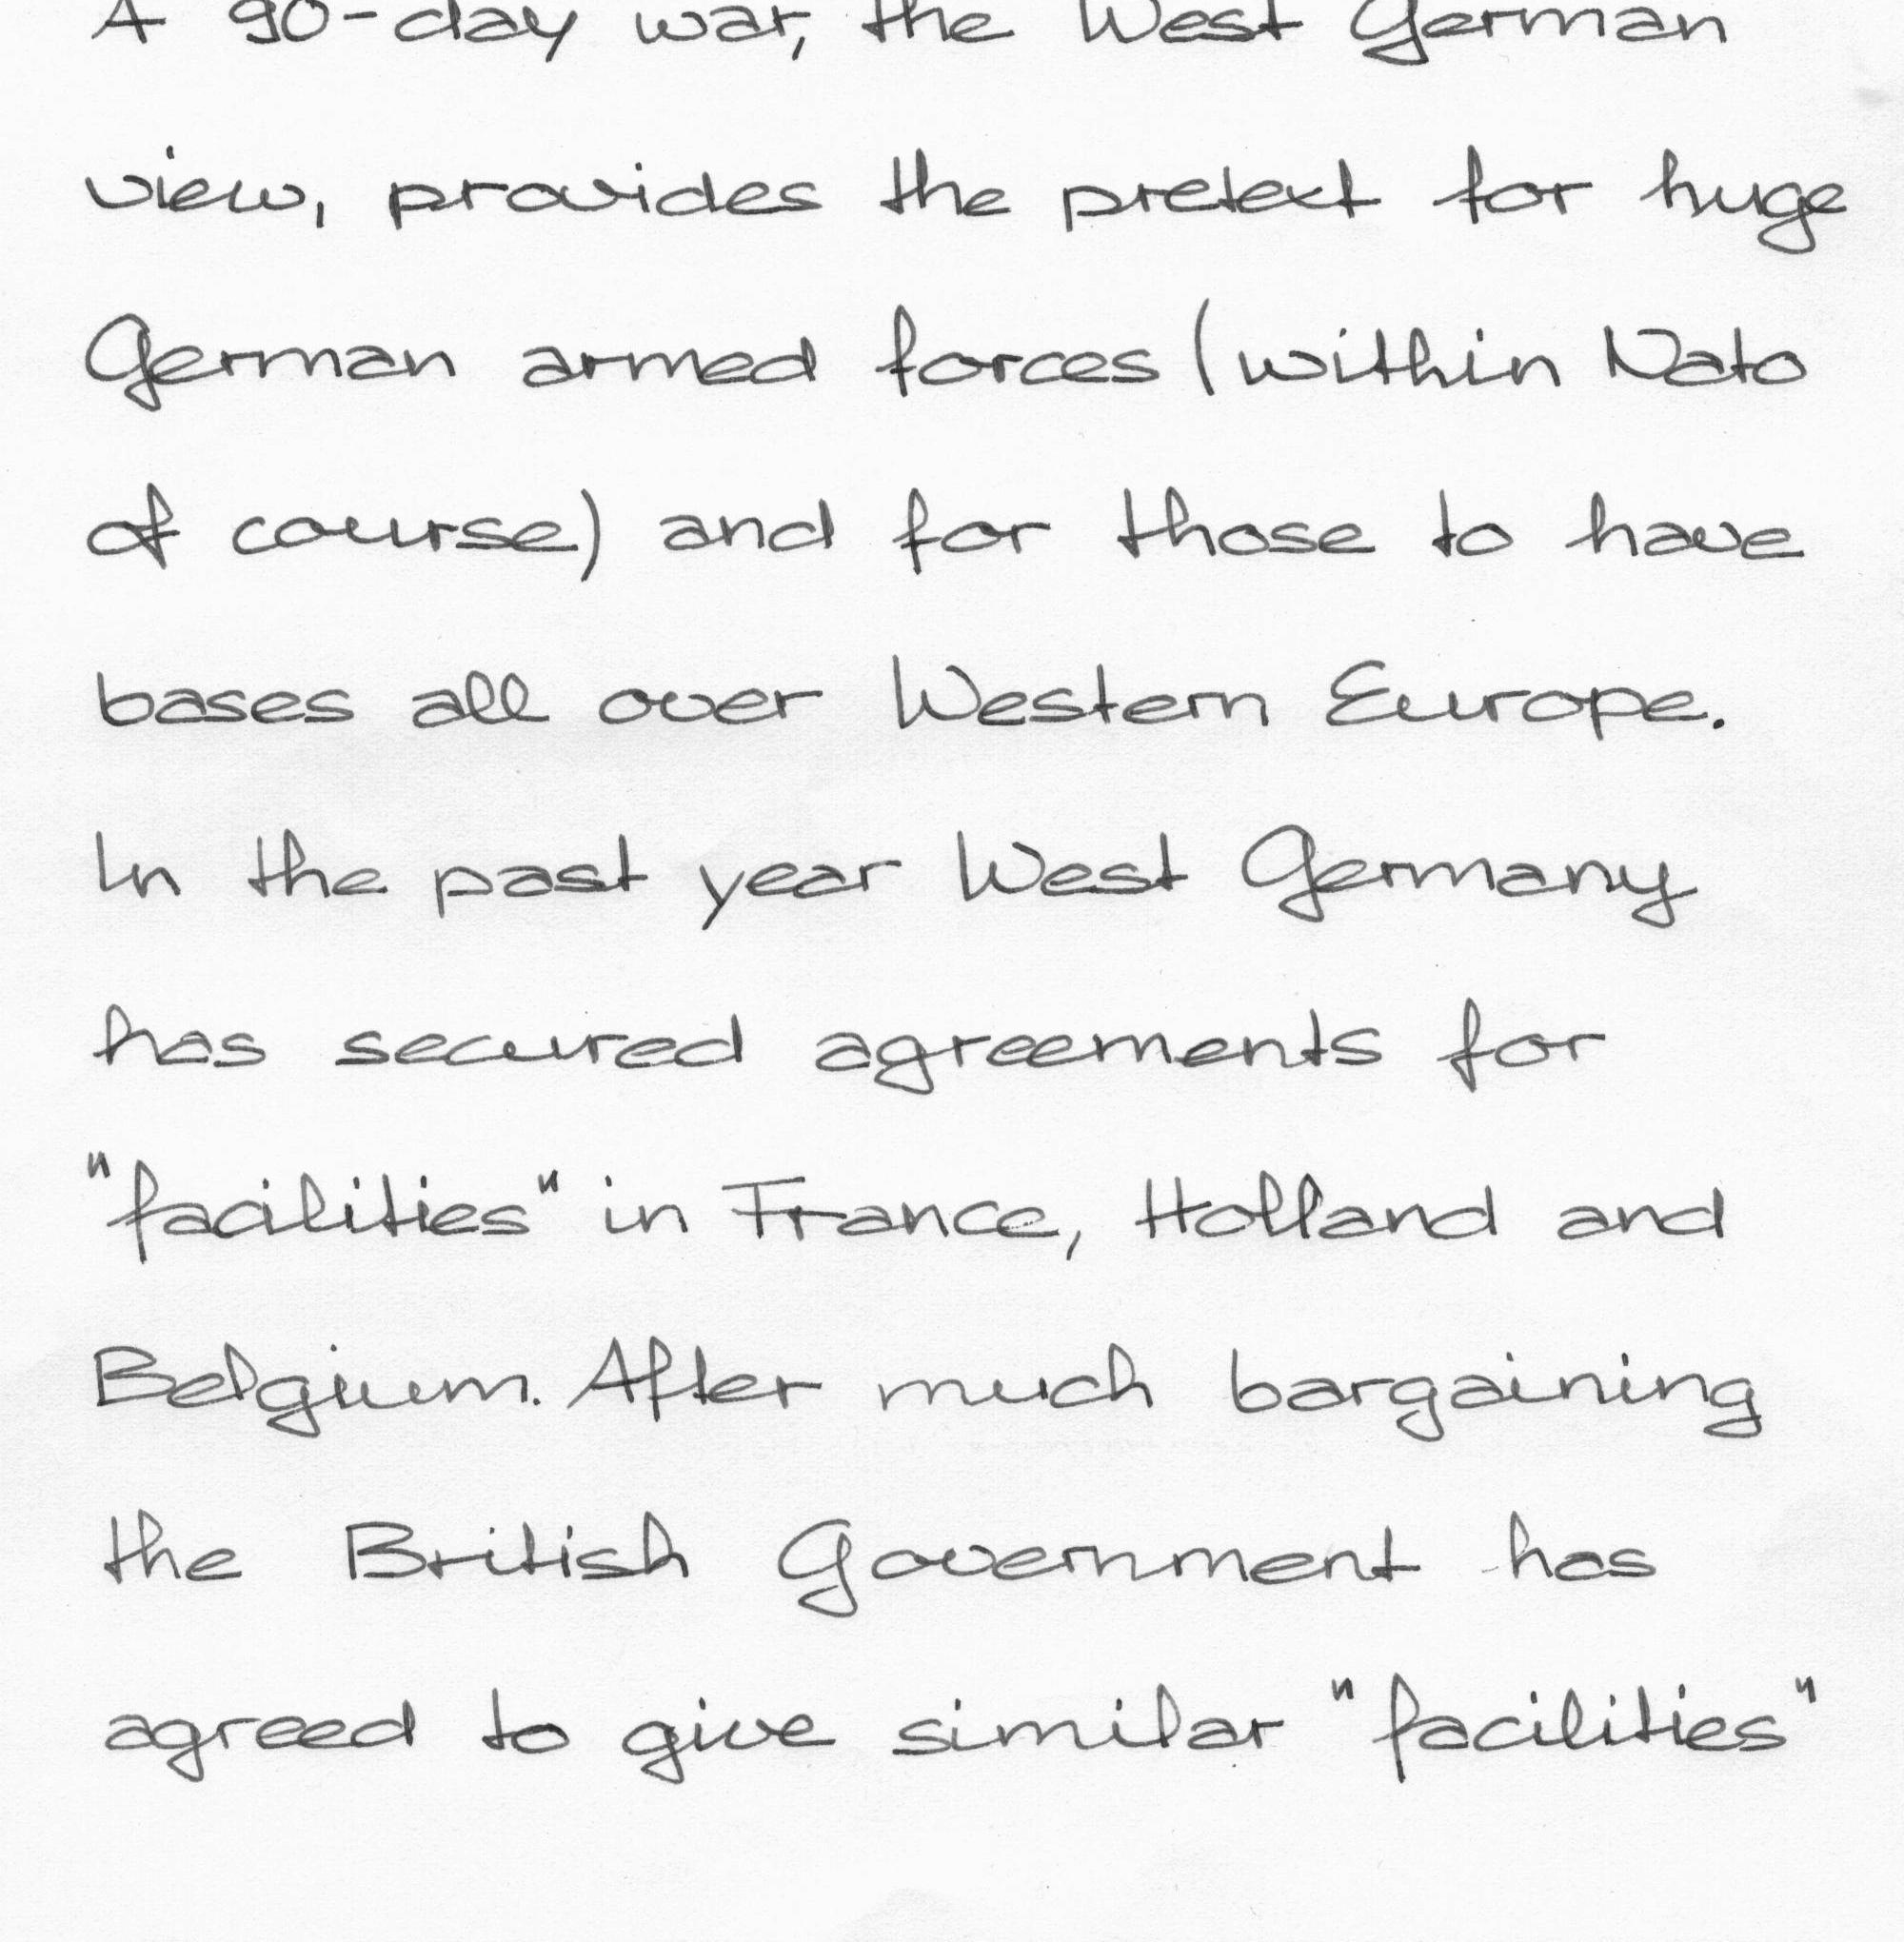 A 90-day war, the West German
view, provides the pretext for huge
German armed forces (within Nato
of course) and for those to have
bases all over Western Europe.
In the past year West Germany
has secured agreements for
"facilities" in France, Holland and
Belgium. After much bargaining
the British Government has
agreed to give similar "facilities"